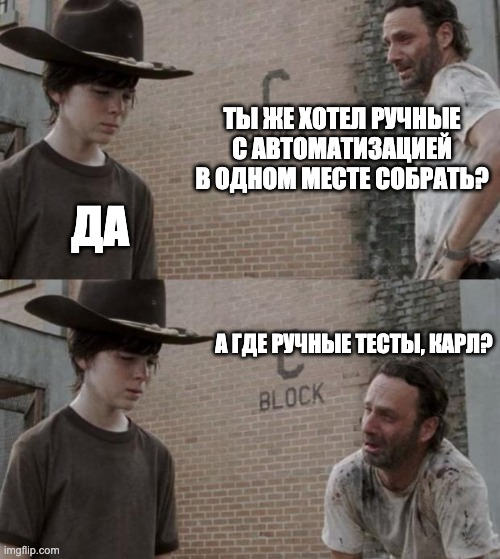 C
ТЫ ЖЕ ХОТЕЛ РУЧНЫЕ
С АВТОМАТИЗАЦИЕЙ
В ОДНОМ МЕСТЕ СОБРАТЬ?
ДА
А ГДЕ РУЧНЫЕ ТЕСТЫ, КАРЛ?
C
BLOCK
imgflip.com